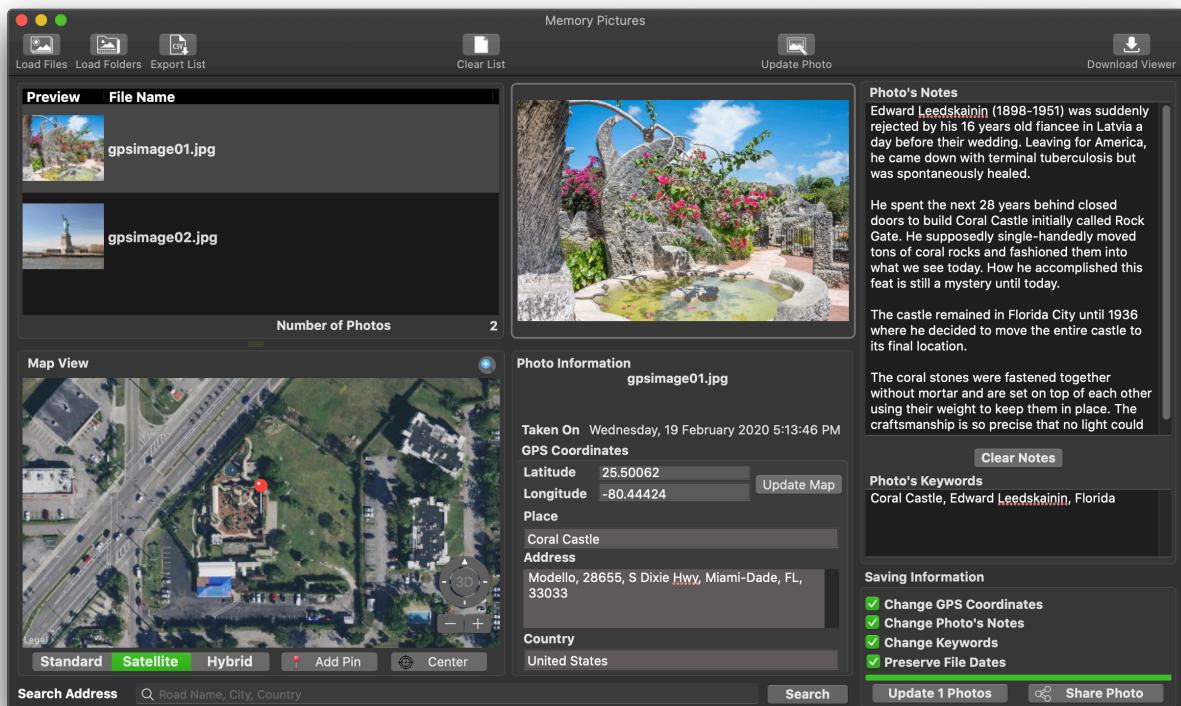 Memory Pictures
Load Files
Load Folders
CSV
Export List
Clear List
Update Photo
Download Viewer
Preview
File Name
gpsimage01.jpg
gpsimage02.jpg
Number of Photos
2
Map View
Legal
3D
Standard
Satellite
Hybrid
Add Pin
Center
Search Address
Road Name, City, Country
Search
Photo Information
gpsimage01.jpg
Taken On Wednesday, 19 February 2020 5:13:46 PM
GPS Coordinates
Latitude 25.50062
Longitude -80.44424
Update Map
Place
Coral Castle
Address
Modello, 28655, S Dixie Hwy, Miami-Dade, FL,
33033
Country
United States
Photo's Notes
Edward Leedskainin (1898-1951) was suddenly
rejected by his 16 years old fiancee in Latvia a
day before their wedding. Leaving for America,
he came down with terminal tuberculosis but
was spontaneously healed.
He spent the next 28 years behind closed
doors to build Coral Castle initially called Rock
Gate. He supposedly single-handedly moved
tons of coral rocks and fashioned them into
what we see today. How he accomplished this
feat is still a mystery until today.
The castle remained in Florida City until 1936
where he decided to move the entire castle to
its final location.
The coral stones were fastened together
without mortar and are set on top of each other
using their weight to keep them in place. The
craftsmanship is so precise that no light could
Clear Notes
Photo's Keywords
Coral Castle, Edward Leedskainin, Florida
Saving Information
Change GPS Coordinates
Change Photo's Notes
Change Keywords
Preserve File Dates
Update 1 Photos
Share Photo